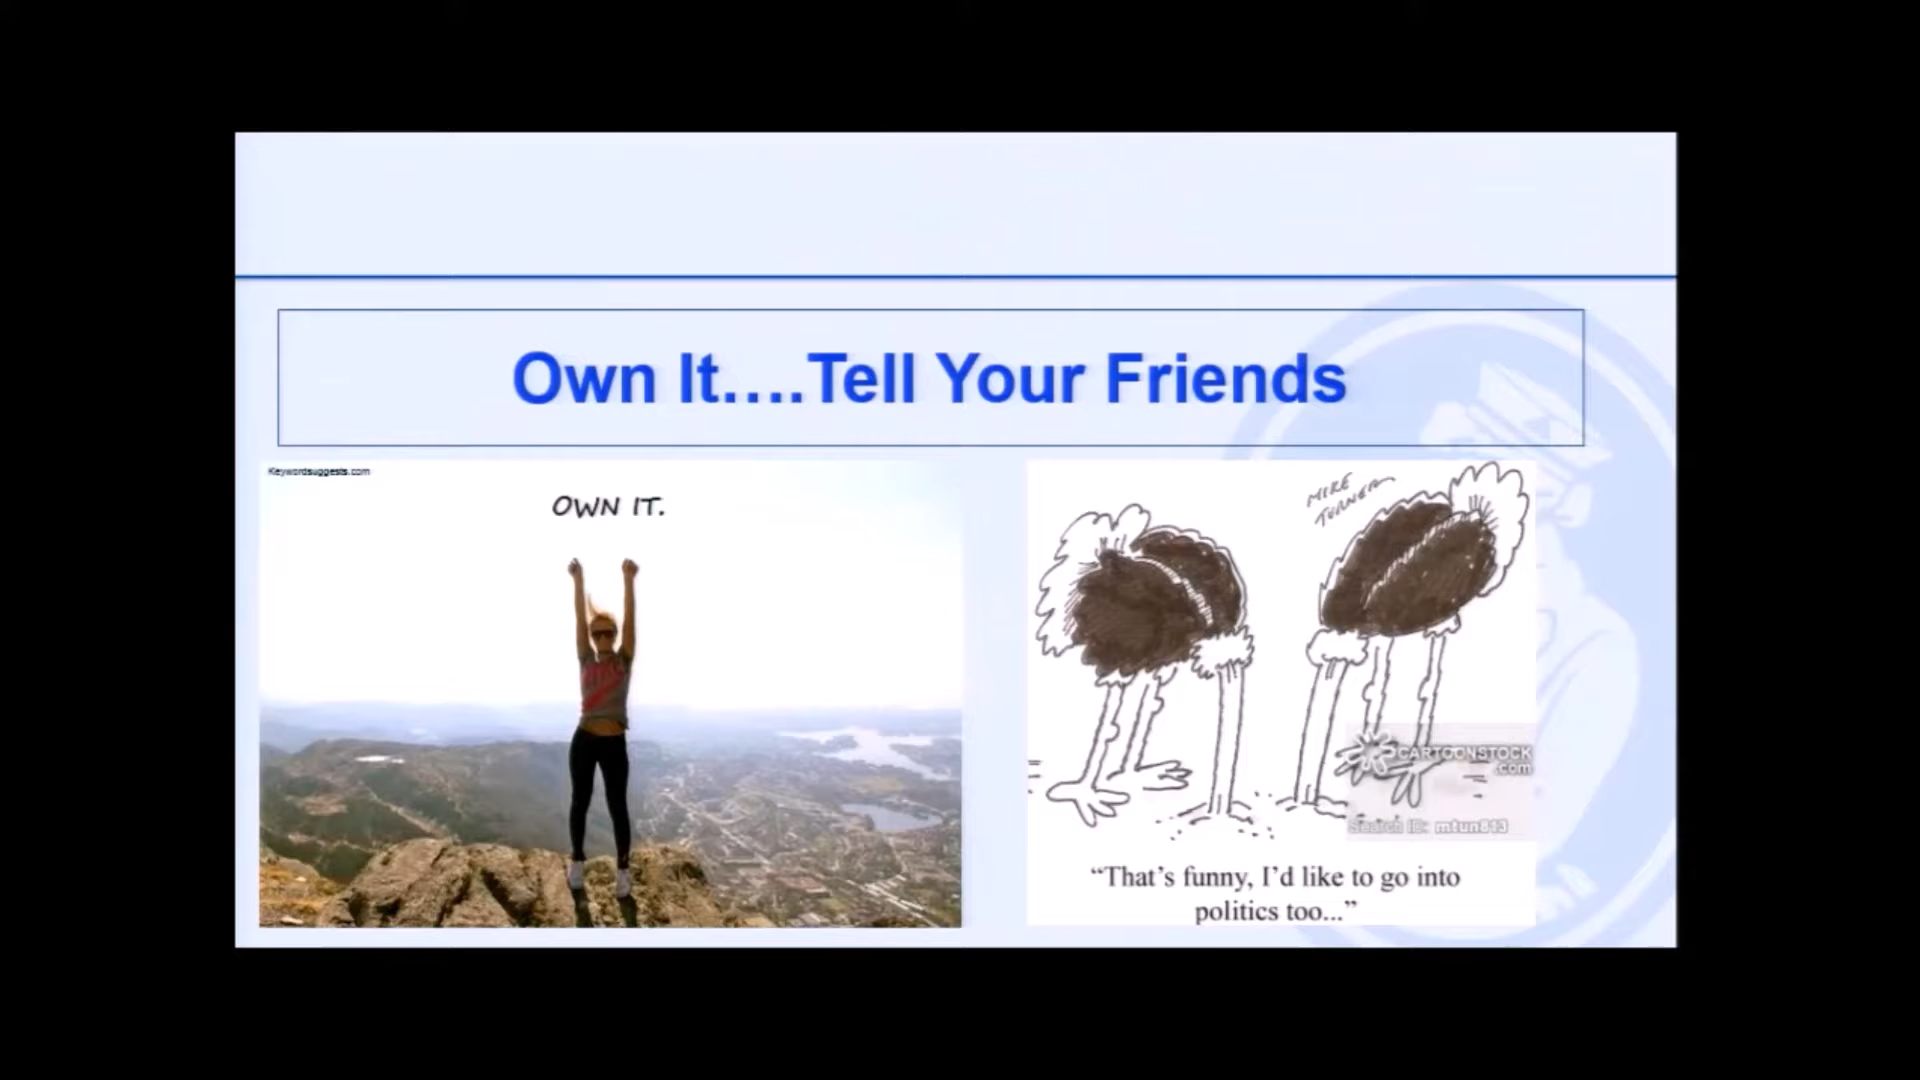 Own It....Tell Your Friends
Keywordsuggests.com
OWN IT.
MIKE
TURNER
CARTOONSTOCK
.com
Search ID: mtun813
“That’s funny, I’d like to go into
politics too...”